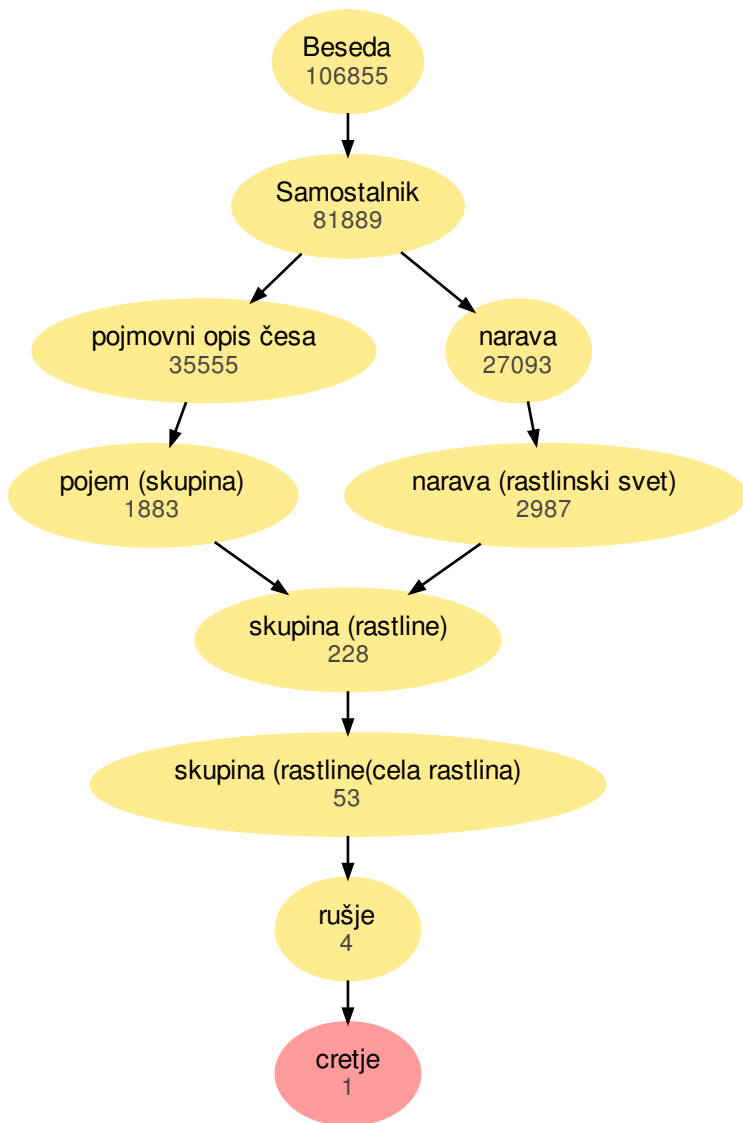 Beseda
106855
Samostalnik
81889
pojmovni opis česa
35555
narava
27093
pojem (skupina)
1883
narava (rastlinski svet)
2987
skupina (rastline)
228
skupina (rastline(cela rastlina)
53
rušje
4
cretje
1